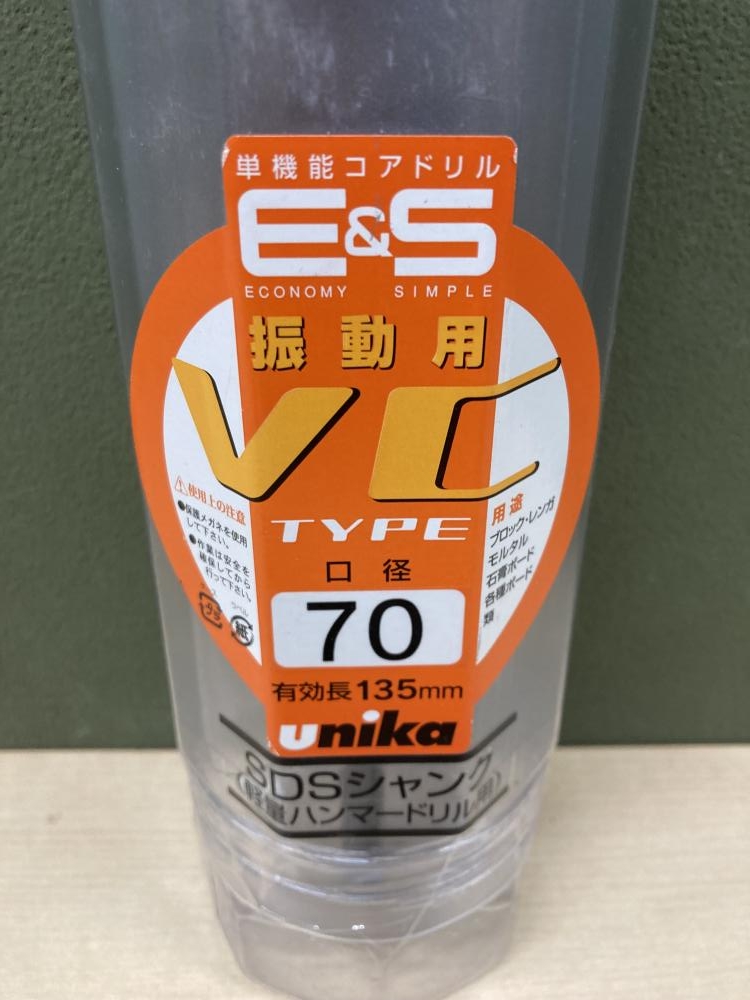 単機能コアドリル
E&S
ECONOMY SIMPLE
振動用
VC
TYPE
口径
70
有効長135mm
unika
⚠使用上の注意
●保護メガネを使用
して下さい。
●作業は安全を
確保してから
行って下さい。
ラベル
紙
用途
ブロック・レンガ
モルタル
石膏ボード
各種ボード
類
SDSシャンク
(軽量ハンマードリル用)